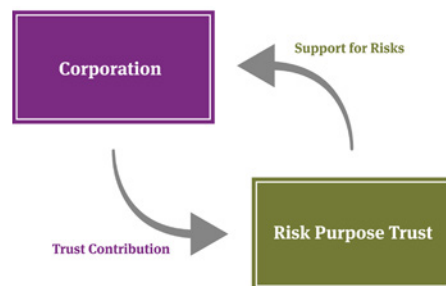 Support for Risks
Corporation
Risk Purpose Trust
Trust Contribution